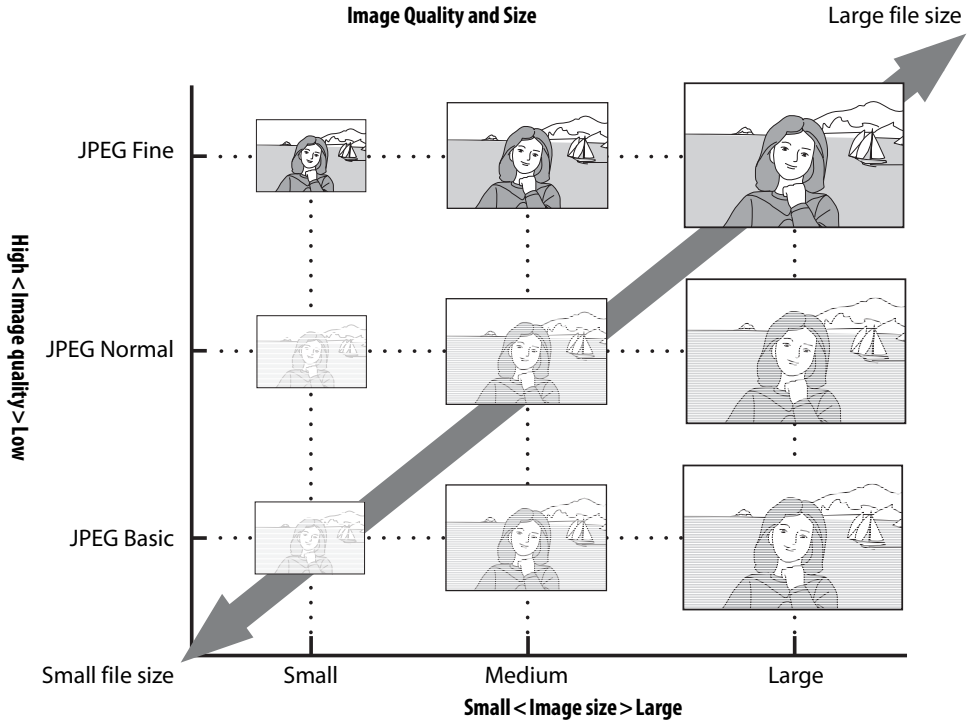 Image Quality and Size
Large file size
JPEG Fine
JPEG Normal
JPEG Basic
High < Image quality > Low
Small file size
Small
Medium
Large
Small < Image size > Large